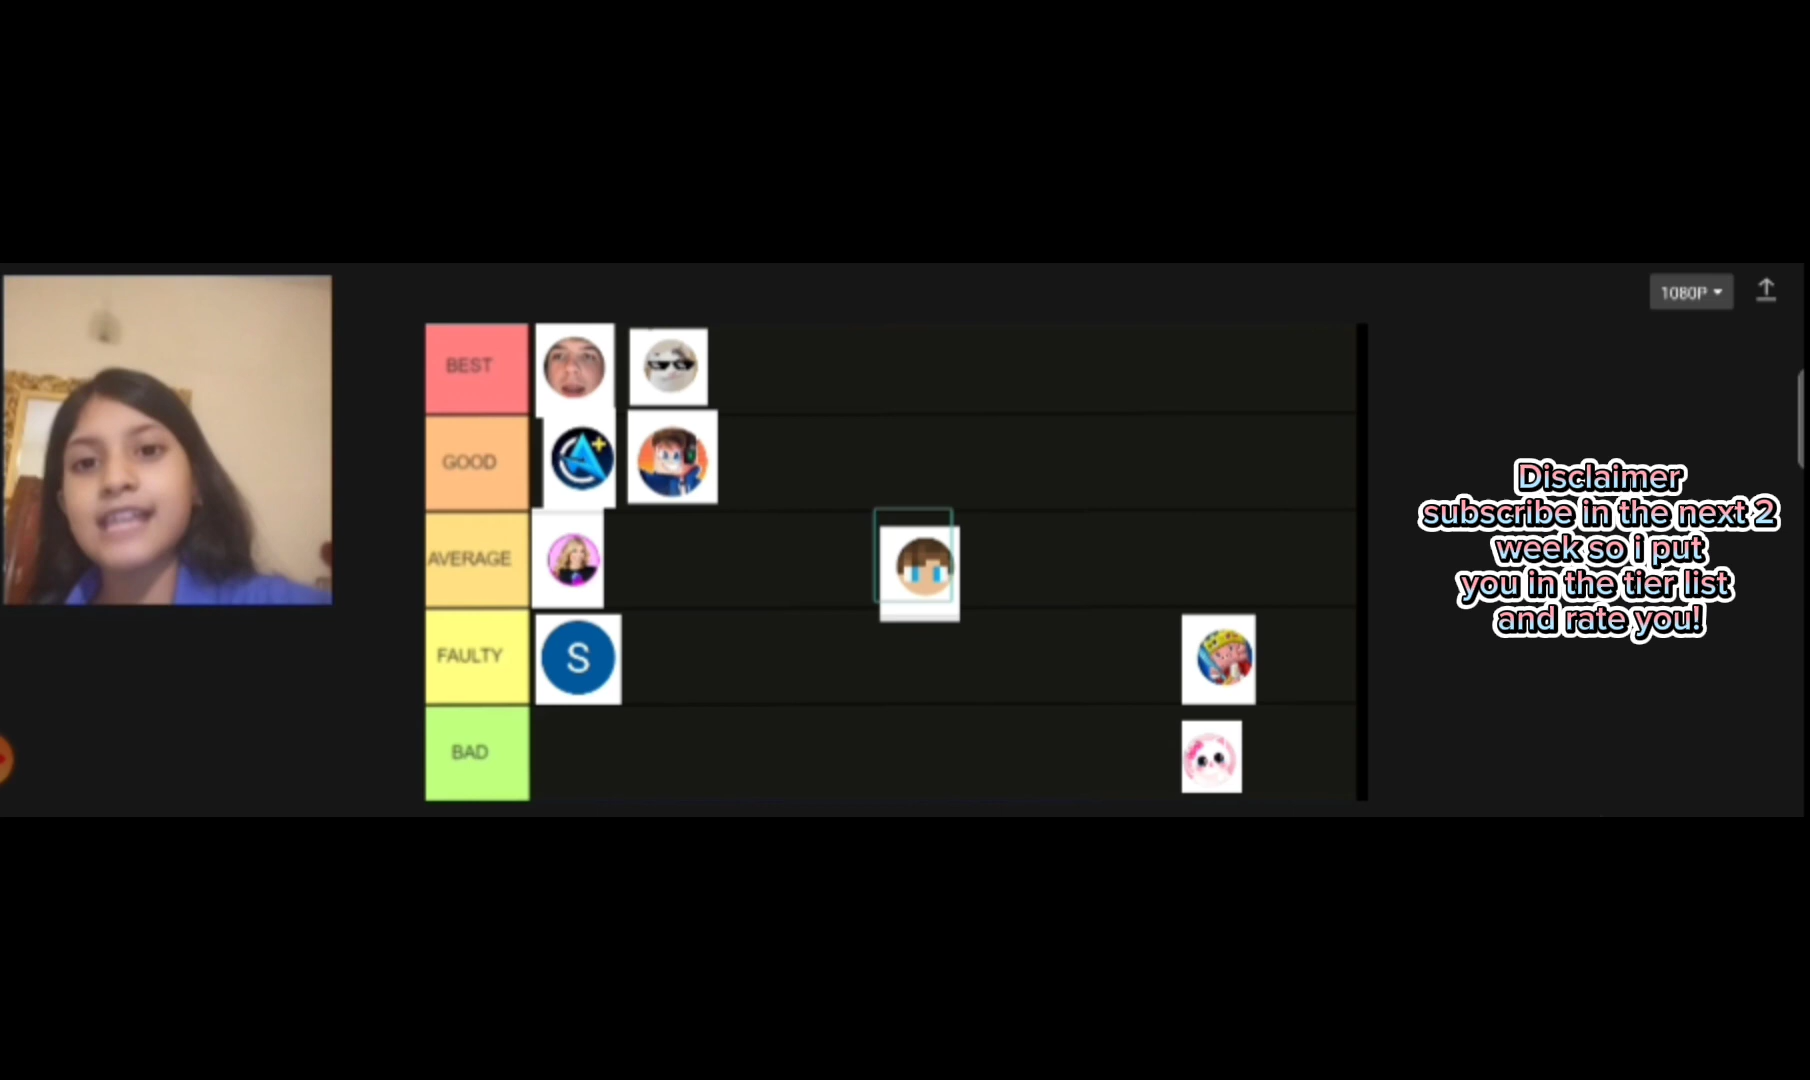 1080P
BEST
GOOD
AVERAGE
FAULTY
S
BAD
Disclaimer
subscribe in the next 2
week so i put
you in the tier list
and rate you!